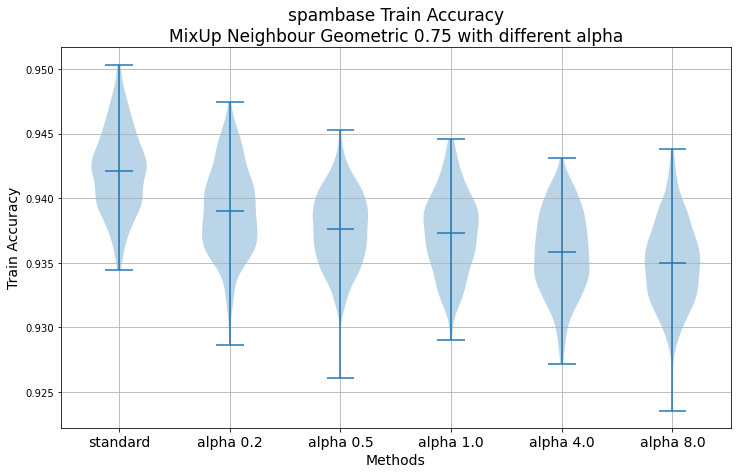 spambase Train Accuracy
MixUp Neighbour Geometric 0.75 with different alpha
0.950
0.945
0.940
0.935
0.930
0.925
Train Accuracy
standard
alpha 0.2
alpha 0.5
alpha 1.0
alpha 4.0
alpha 8.0
Methods